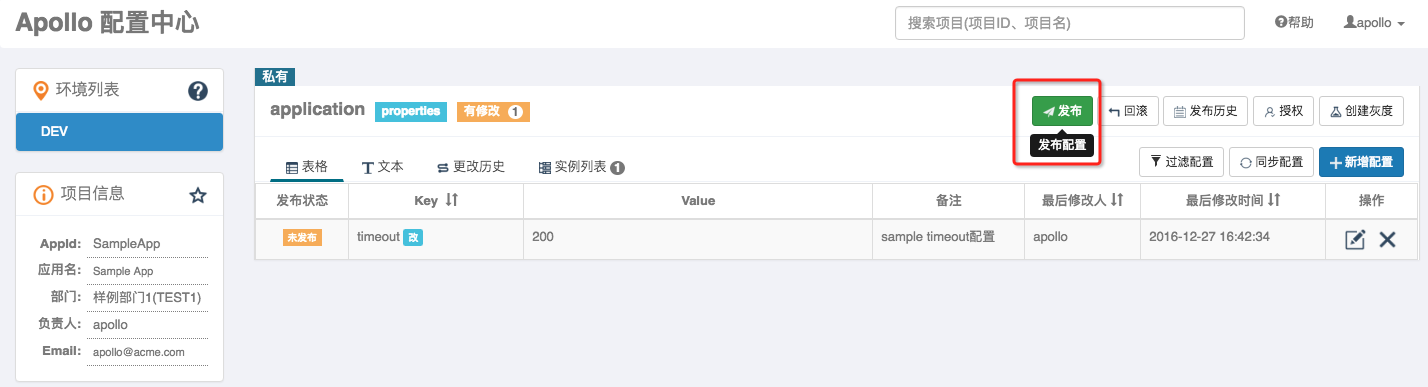 Apollo 配置中心
搜索项目(项目ID、项目名)
帮助
apollo
环境列表
DEV
项目信息
AppId: SampleApp
应用名: Sample App
部门: 样例部门1(TEST1)
负责人: apollo
Email: apollo@acme.com
私有
application properties 有修改 1
发布 回滚 发布历史 授权 创建灰度
发布配置
表格 文本 更改历史 实例列表 1
过滤配置 同步配置 新增配置
发布状态 Key Value 备注 最后修改人 最后修改时间 操作
未发布 timeout 改 200 sample timeout配置 apollo 2016-12-27 16:42:34